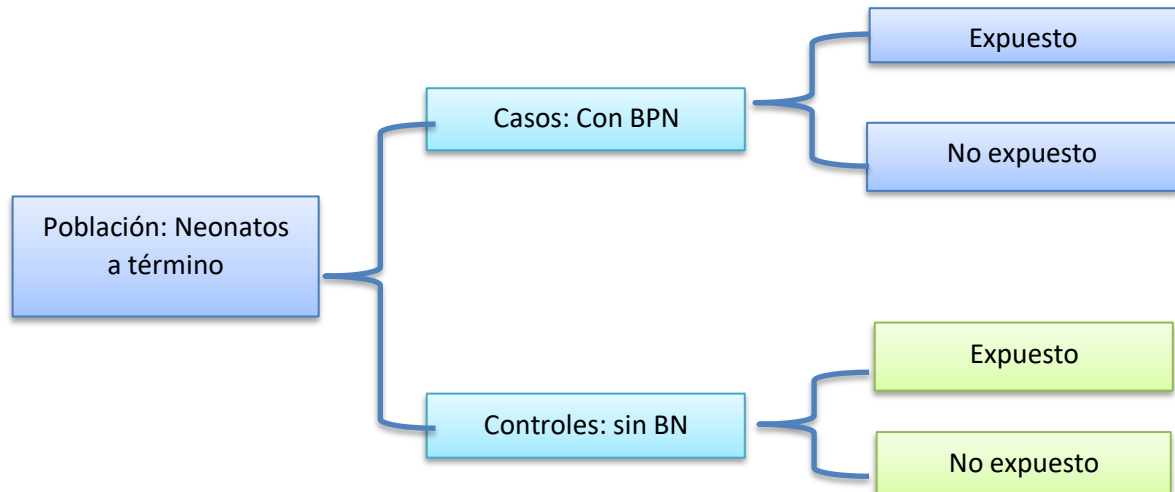 Expuesto
Casos: Con BPN
No expuesto
Población: Neonatos
a término
Expuesto
Controles: sin BN
No expuesto